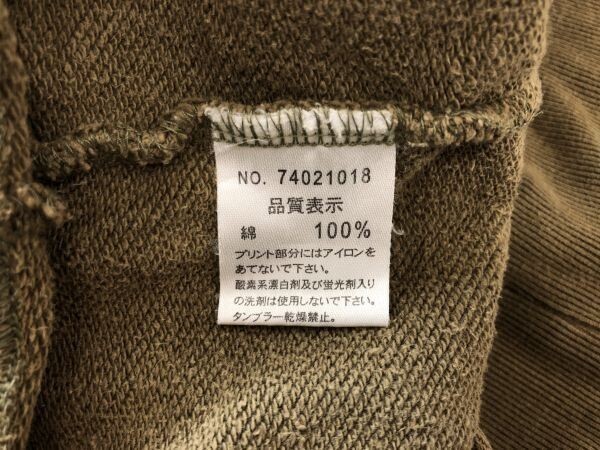 NO. 74021018
品質表示
綿 100%
プリント部分にはアイロンを
あてないで下さい。
酸素系漂白剤及び蛍光剤入り
の洗剤は使用しないで下さい。
タンブラー乾燥禁止。